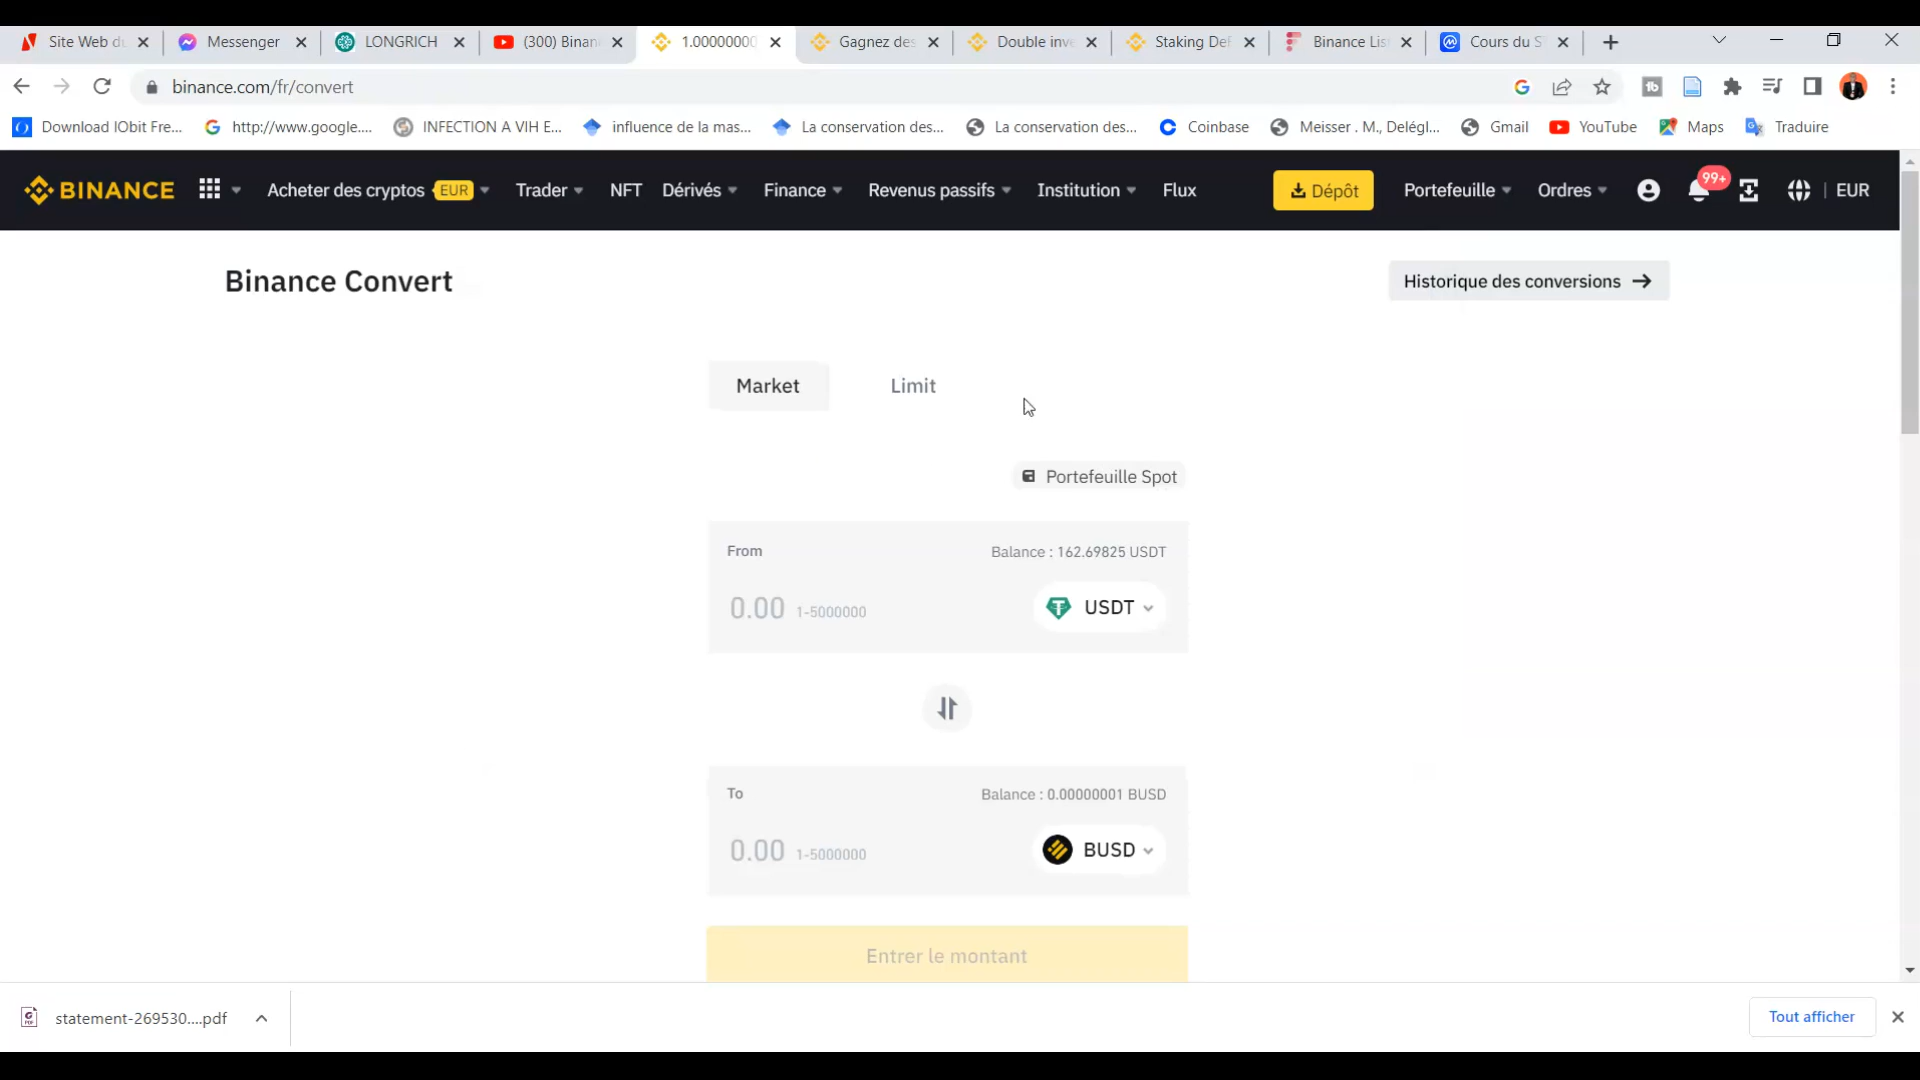 Site Web du
Messenger
LONGRICH
(300) Binan
1.00000000
Gagnez des
Double inve
Staking Def
Binance Lis
Cours du S
binance.com/fr/convert
Download IObit Fre...
http://www.google....
INFECTION A VIH E...
influence de la mas...
La conservation des...
La conservation des...
Coinbase
Meisser . M., Delégl...
Gmail
YouTube
Maps
Traduire
BINANCE
Acheter des cryptos EUR
Trader
NFT
Dérivés
Finance
Revenus passifs
Institution
Flux
Dépôt
Portefeuille
Ordres
99+
EUR
Binance Convert
Historique des conversions
Market
Limit
Portefeuille Spot
From
Balance : 162.69825 USDT
0.00 1-5000000
USDT
To
Balance : 0.00000001 BUSD
0.00 1-5000000
BUSD
Entrer le montant
statement-269530....pdf
Tout afficher